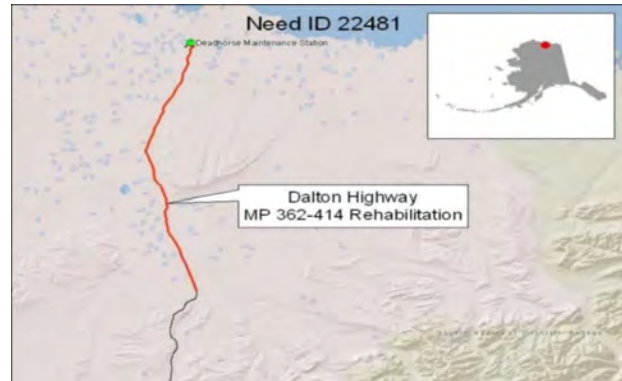 Need ID 22481
Deadhorse Maintenance Station
Dalton Highway
MP 362-414 Rehabilitation